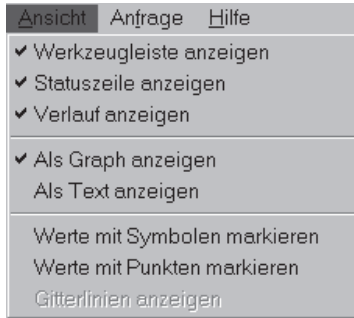 Ansicht Anfrage Hilfe
Werkzeugleiste anzeigen
Statuszeile anzeigen
Verlauf anzeigen
Als Graph anzeigen
Als Text anzeigen
Werte mit Symbolen markieren
Werte mit Punkten markieren
Gitterlinien anzeigen